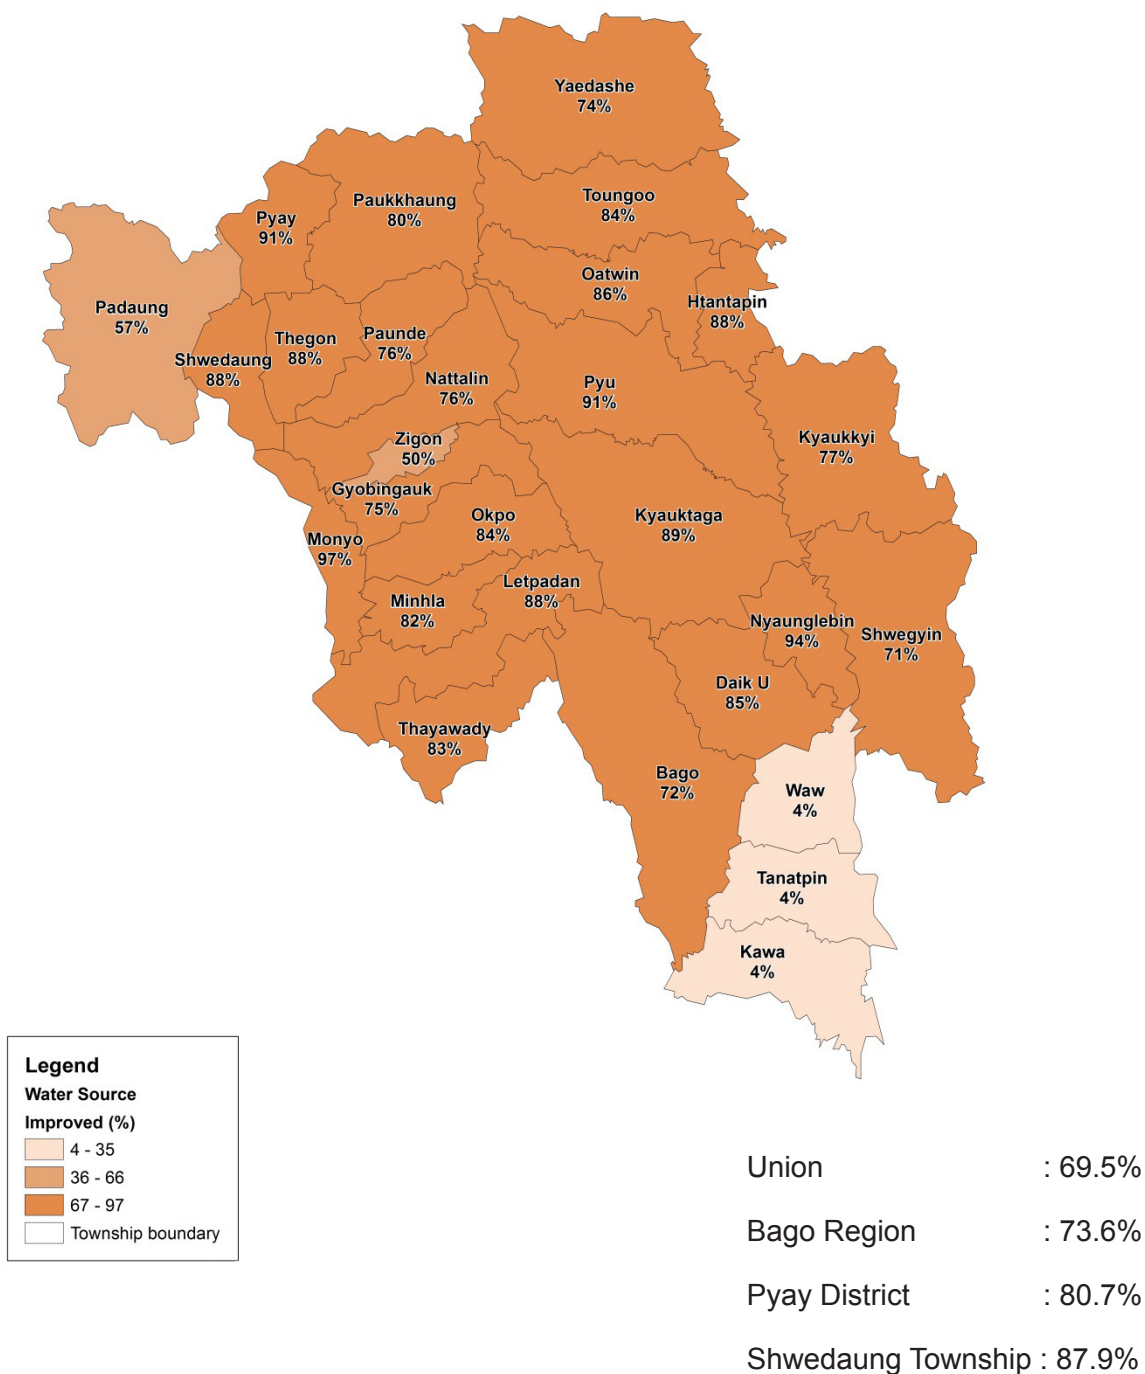 Yaedashe
74%
Paukkhaung
80%
Toungoo
84%
Pyay
91%
Oatwin
86%
Htantapin
88%
Padaung
57%
Thegon
88%
Paunde
76%
Shwedaung
88%
Nattalin
76%
Pyu
91%
Kyaukkyi
77%
Zigon
50%
Gyobingauk
75%
Okpo
84%
Kyauktaga
89%
Monyo
97%
Letpadan
88%
Minhla
82%
Nyaunglebin
94%
Shwegyin
71%
Daik U
85%
Thayawady
83%
Bago
72%
Waw
4%
Tanatpin
4%
Kawa
4%
Legend
Water Source
Improved (%)
4 - 35
36 - 66
67 - 97
Township boundary
Union : 69.5%
Bago Region : 73.6%
Pyay District : 80.7%
Shwedaung Township : 87.9%